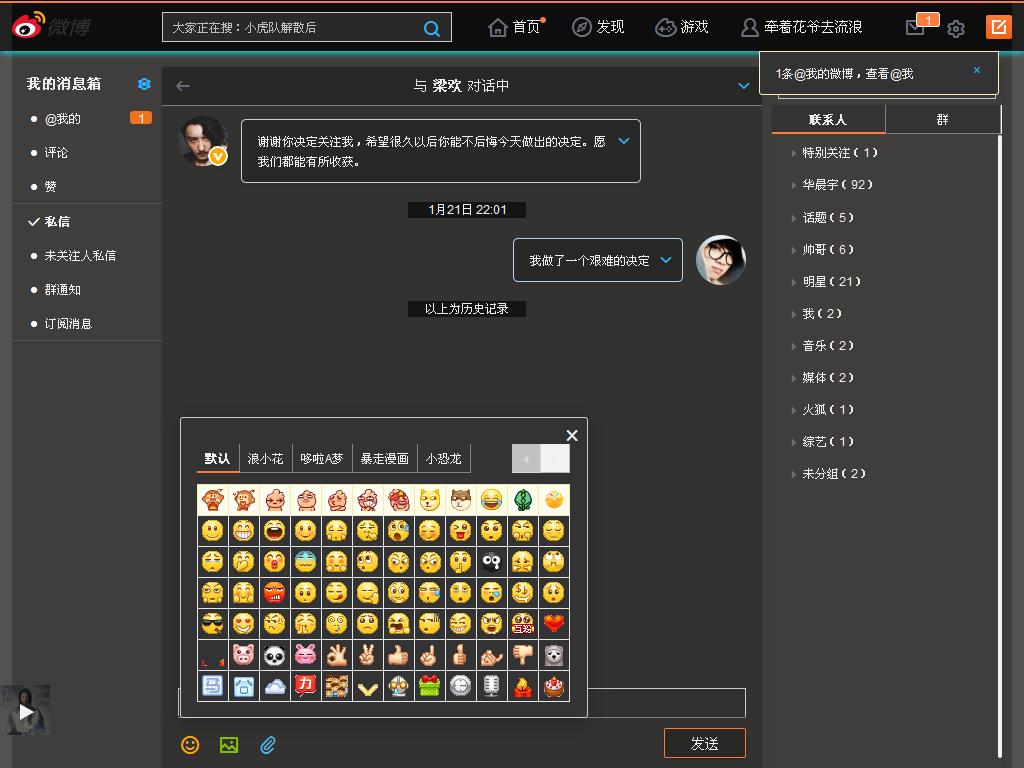 微博
大家正在搜：小虎队解散后
首页
发现
游戏
牵着花爷去流浪
1
1条@我的微博，查看@我
我的消息箱
@我的
1
评论
赞
私信
未关注人私信
群通知
订阅消息
与 梁欢 对话中
谢谢你决定关注我，希望很久以后你能不后悔今天做出的决定。愿
我们都能有所收获。
1月21日 22:01
我做了一个艰难的决定
以上为历史记录
默认
浪小花
哆啦A梦
暴走漫画
小恐龙
互粉
力
发送
联系人
群
特别关注（1）
华晨宇（92）
话题（5）
帅哥（6）
明星（21）
我（2）
音乐（2）
媒体（2）
火狐（1）
综艺（1）
未分组（2）